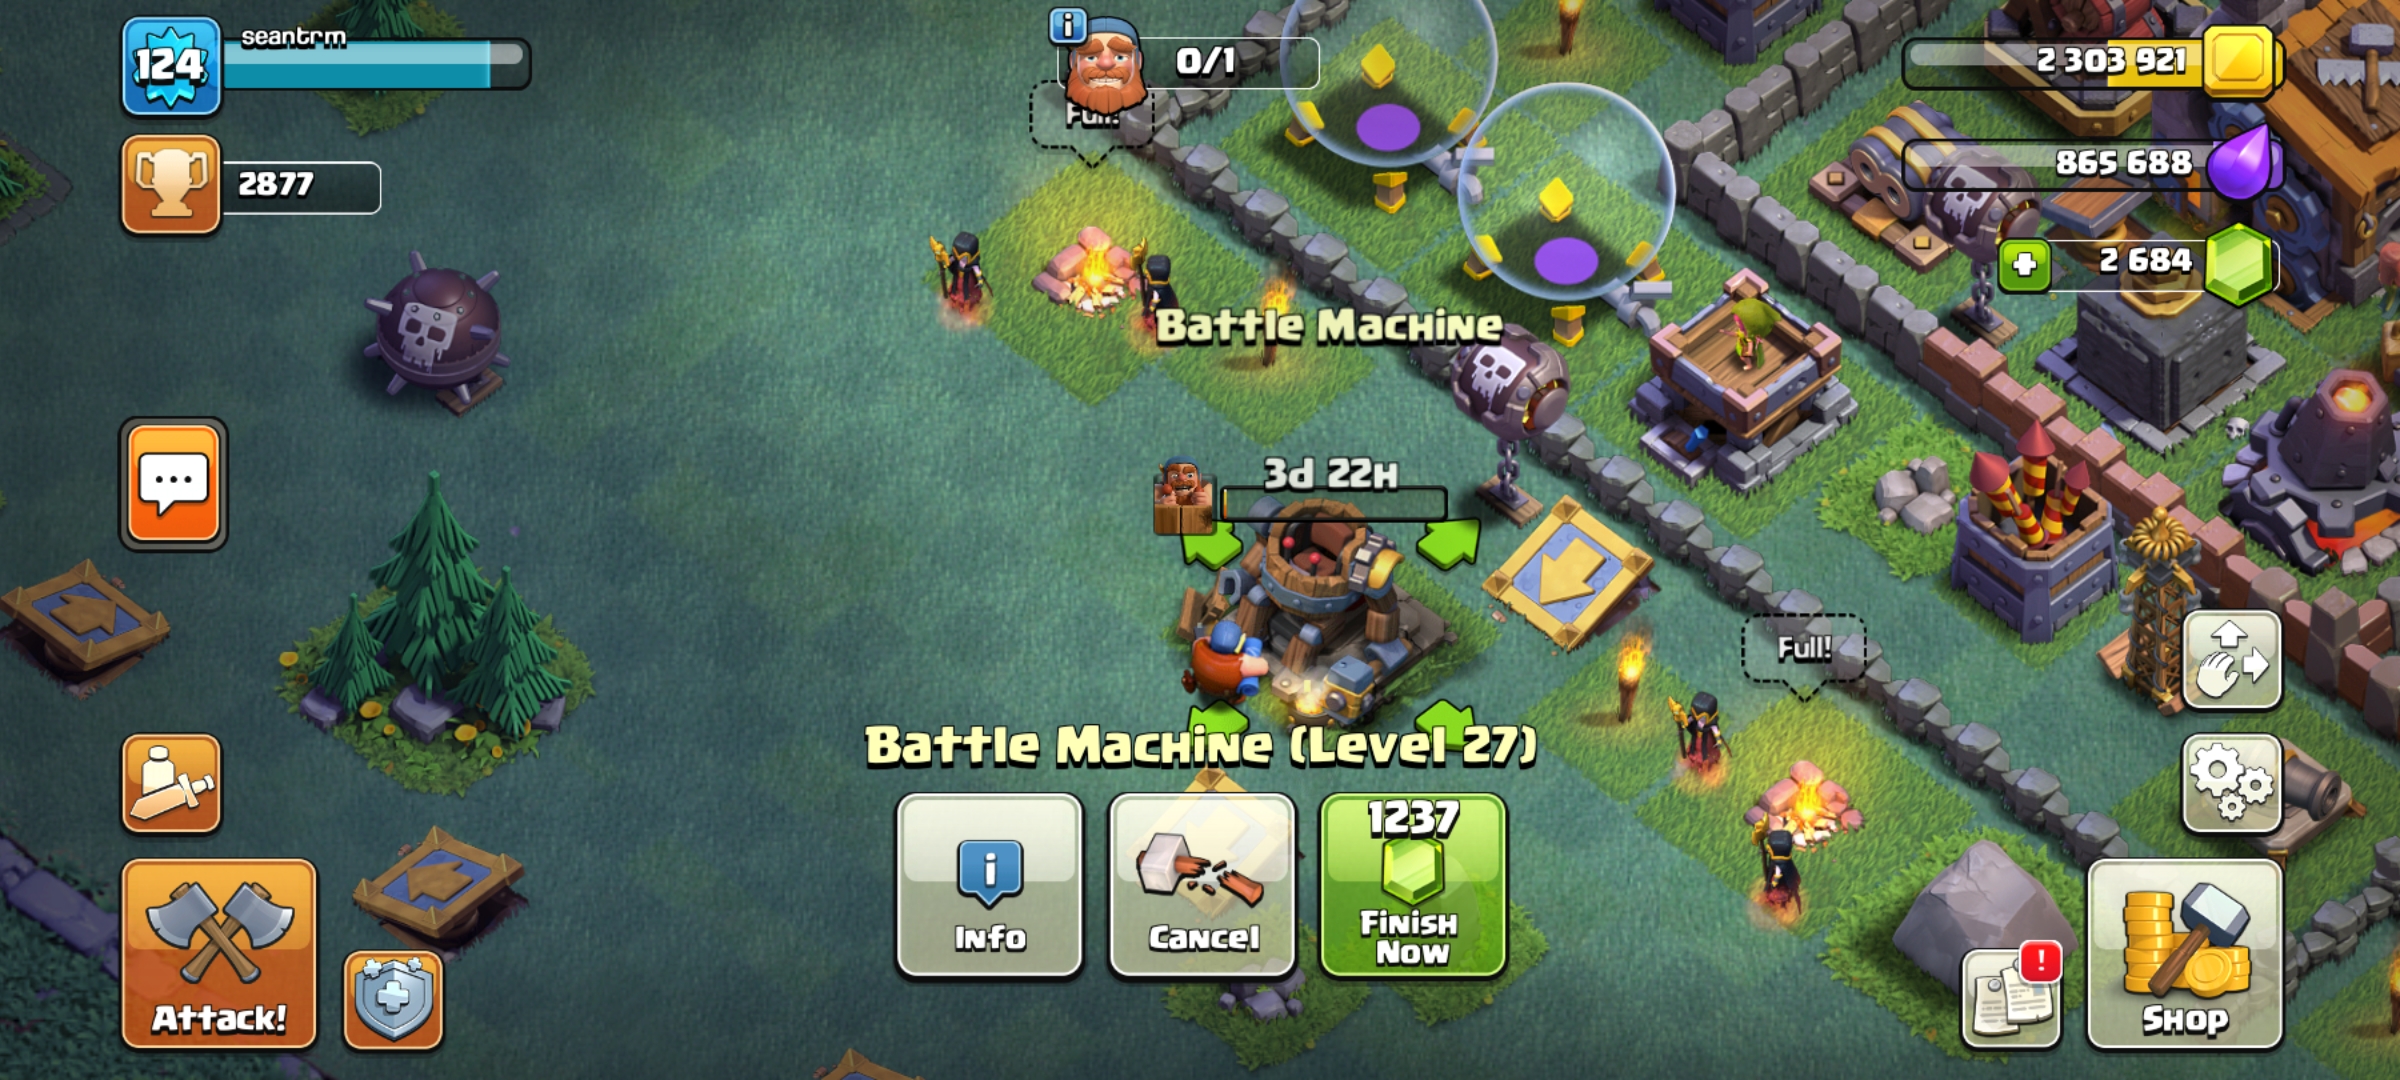 124
seantrm
2877
0/1
Full!
2 303 921
865 688
2 684
Battle Machine
3d 22H
Full!
Battle Machine (Level 27)
Info
Cancel
1237
Finish
Now
Attack!
!
Shop